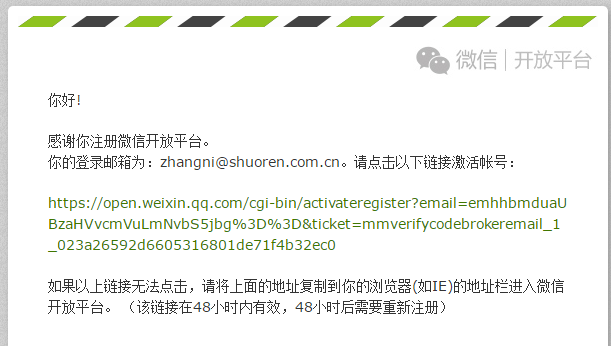 微信 | 开放平台
你好!
感谢你注册微信开放平台。
你的登录邮箱为：zhangni@shuoren.com.cn。请点击以下链接激活帐号：
https://open.weixin.qq.com/cgi-bin/activateregister?email=emhhbmduaU
BzaHVvcmVuLmNvbS5jbg%3D%3D&ticket=mmverifycodebrokeremail_1
_023a26592d6605316801de71f4b32ec0
如果以上链接无法点击，请将上面的地址复制到你的浏览器(如IE)的地址栏进入微信
开放平台。（该链接在48小时内有效，48小时后需要重新注册）